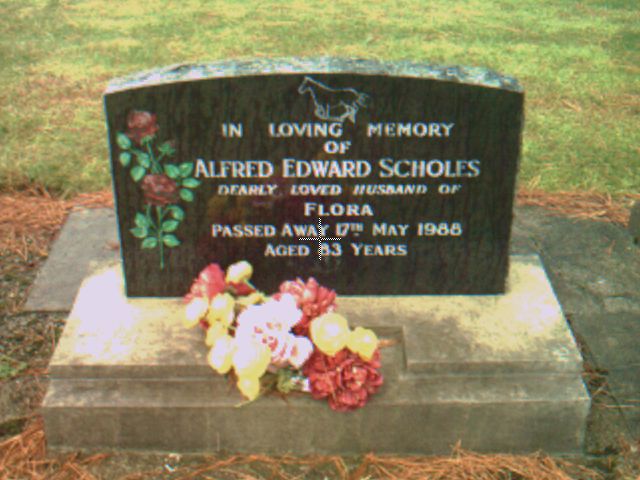 IN LOVING MEMORY
OF
ALFRED EDWARD SCHOLES
DEARLY LOVED HUSBAND OF
FLORA
PASSED AWAY 17TH MAY 1988
AGED 83 YEARS